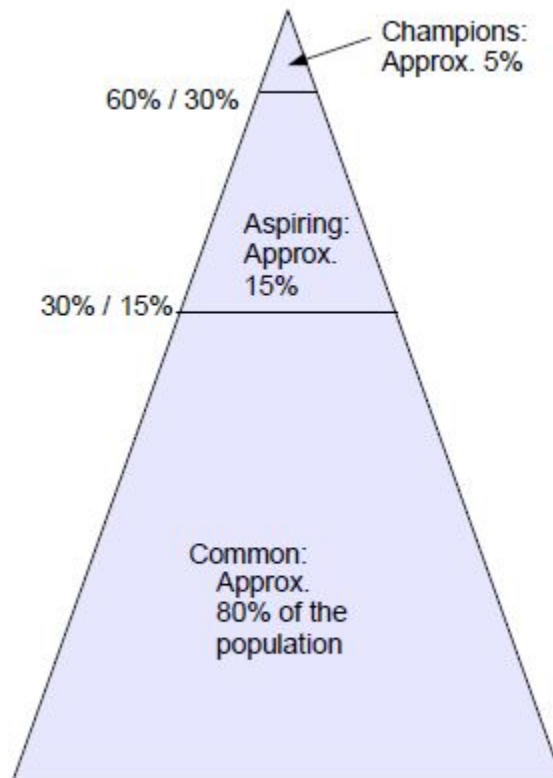 Champions:
Approx. 5%
60% / 30%
Aspiring:
Approx.
15%
30% / 15%
Common:
Approx.
80% of the
population